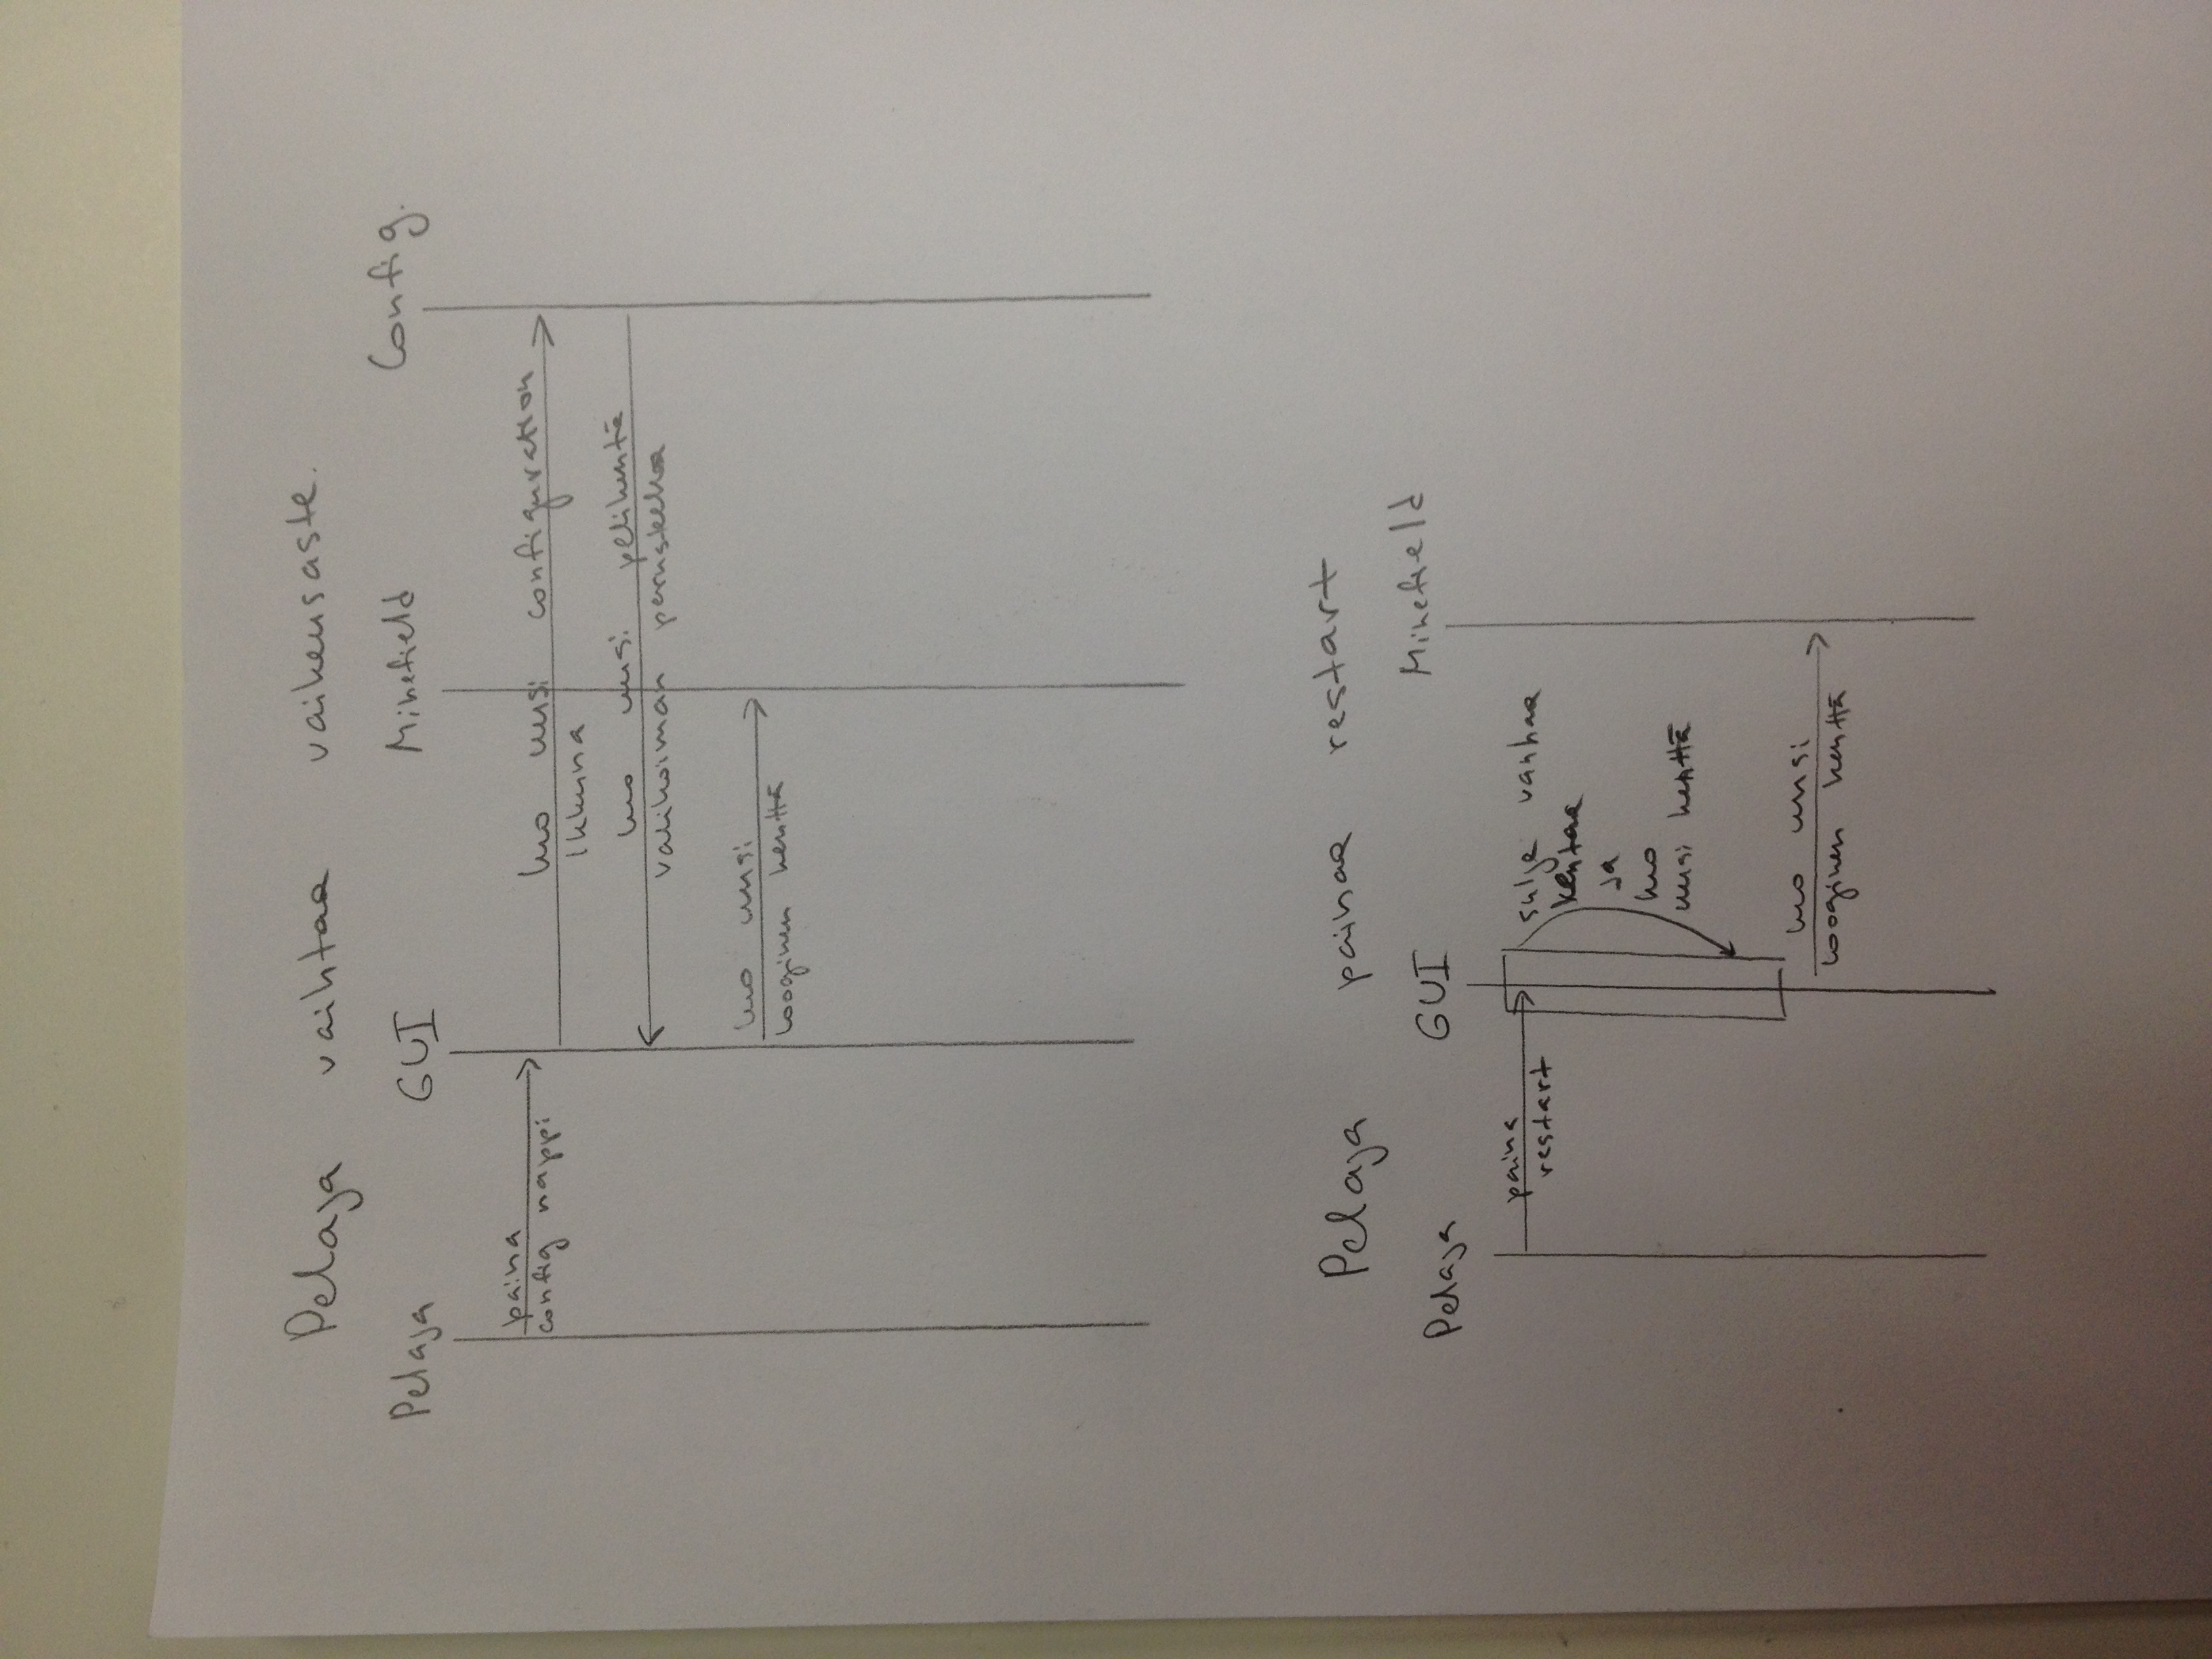 Pelaja vaihtaa vaikeusaste.
Pelaja GUI Minefield Config.
paina
config nappi
luo uusi configuration
ikkuna
luo uusi pelikentä
valikoiman peruskella
luo uusi
looginen kenttä
Pelaja painaa restart
Pelaja GUI Minefield
paina
restart
sulje vanhaa
kentaa
ja
luo
uusi kenttä
luo uusi
looginen kenttä